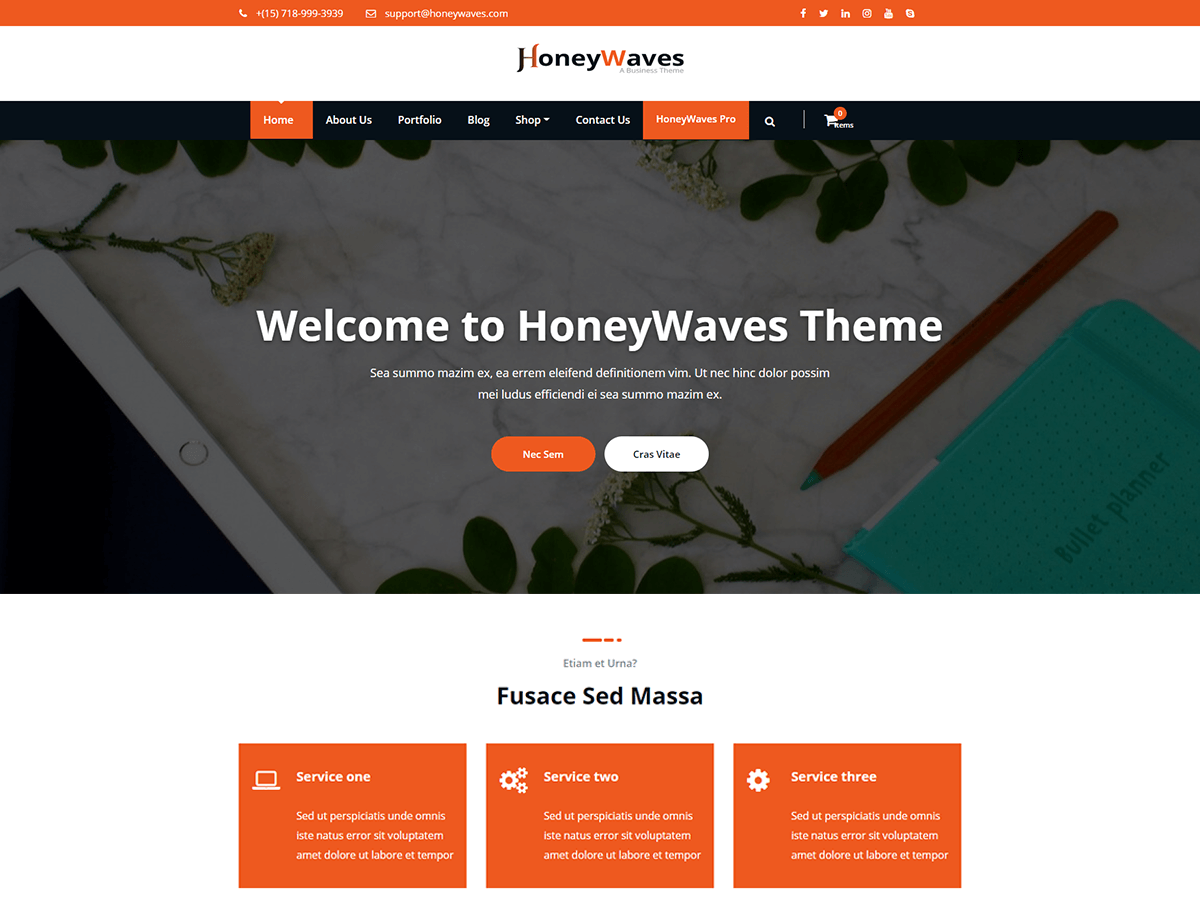 +(15) 718-999-3939 support@honeywaves.com
HoneyWaves
A Business Theme
Home About Us Portfolio Blog Shop Contact Us HoneyWaves Pro 0
Items
Welcome to HoneyWaves Theme
Sea summo mazim ex, ea errem eleifend definitionem vim. Ut nec hinc dolor possim
mei ludus efficiendi ei sea summo mazim ex.
Nec Sem Cras Vitae
Bullet planner
Etiam et Urna?
Fusace Sed Massa
Service one
Sed ut perspiciatis unde omnis
iste natus error sit voluptatem
amet dolore ut labore et tempor
Service two
Sed ut perspiciatis unde omnis
iste natus error sit voluptatem
amet dolore ut labore et tempor
Service three
Sed ut perspiciatis unde omnis
iste natus error sit voluptatem
amet dolore ut labore et tempor